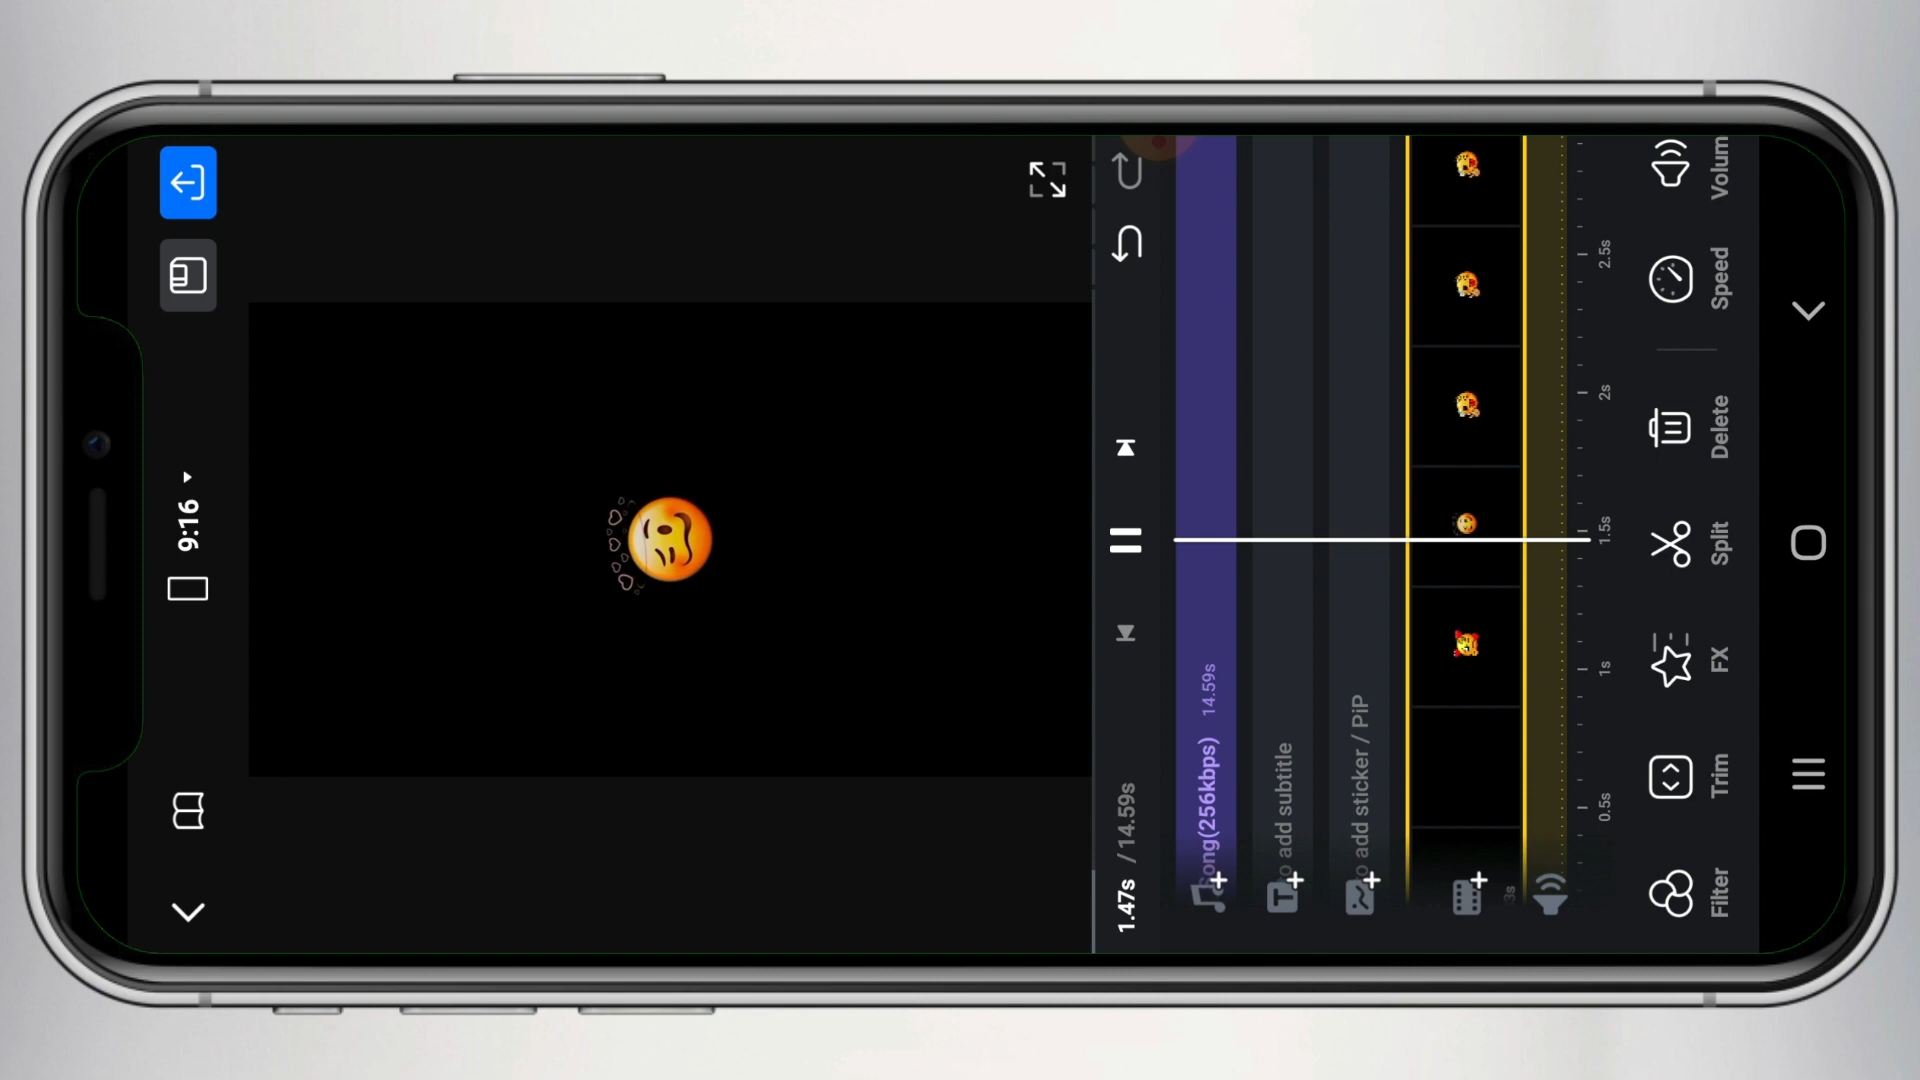 9:16
1.47s / 14.59s
ong(256kbps) 14.59s
o add subtitle
o add sticker / PiP
3s
0.5s
1s
1.5s
2s
2.5s
Filter
Trim
FX
Split
Delete
Speed
Volum